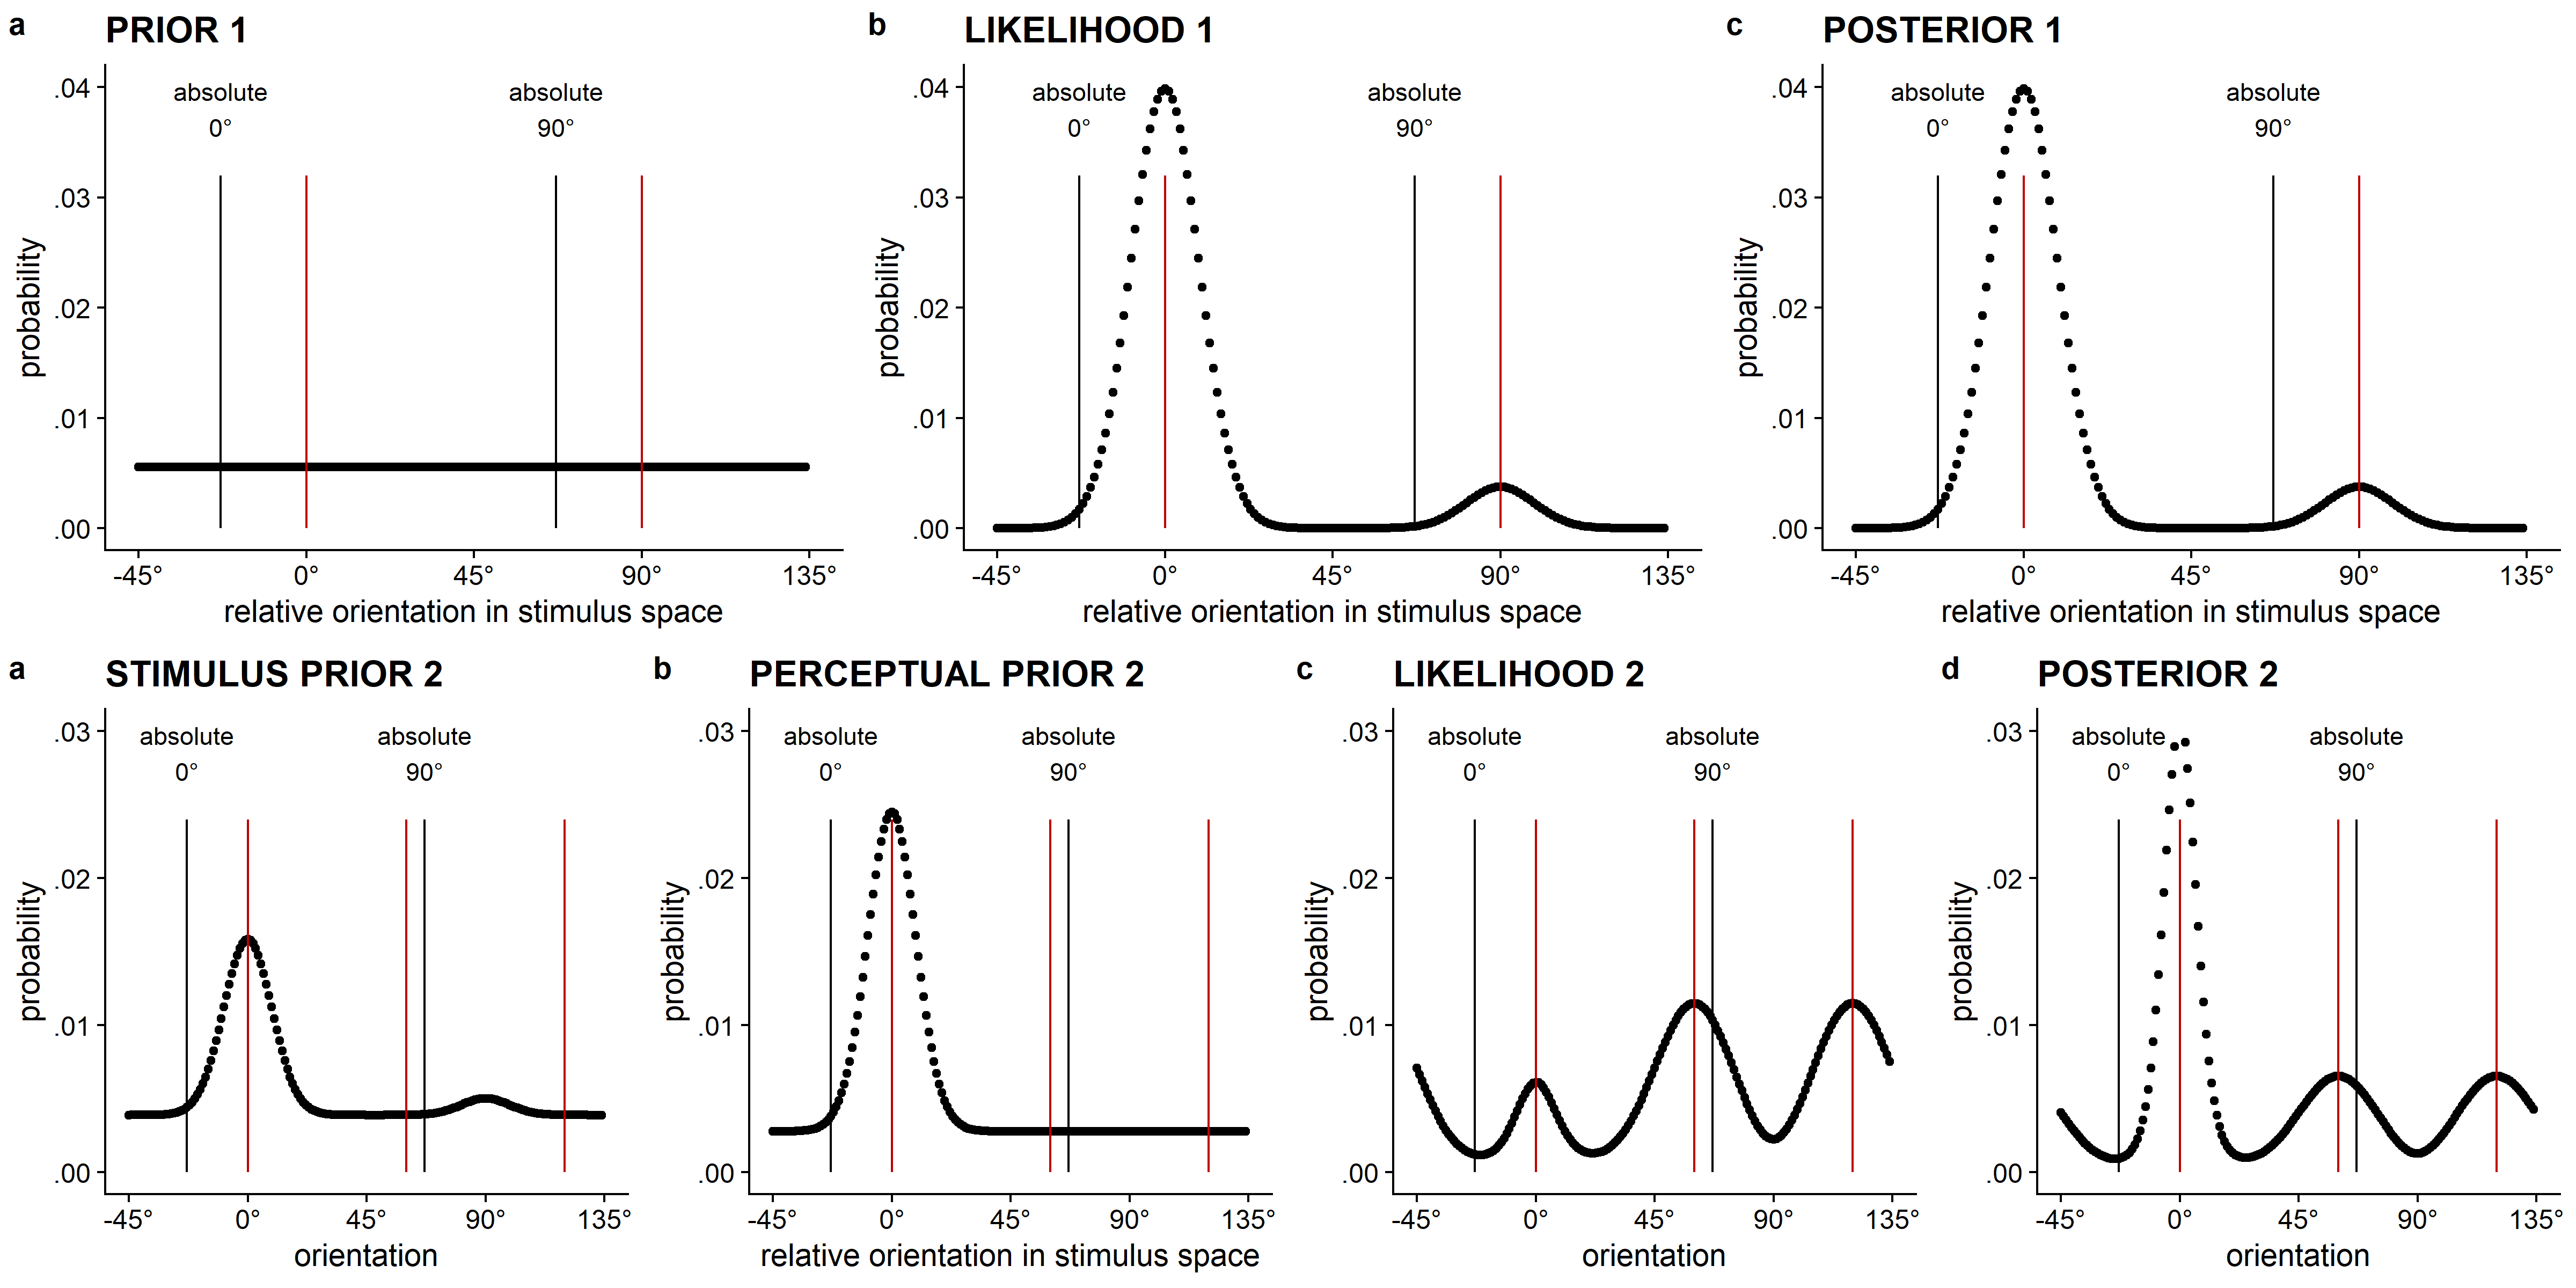 a PRIOR 1
absolute absolute
0° 90°
.04
.03
.02
.01
.00
probability
-45° 0° 45° 90° 135°
relative orientation in stimulus space
b LIKELIHOOD 1
absolute absolute
0° 90°
.04
.03
.02
.01
.00
probability
-45° 0° 45° 90° 135°
relative orientation in stimulus space
c POSTERIOR 1
absolute absolute
0° 90°
.04
.03
.02
.01
.00
probability
-45° 0° 45° 90° 135°
relative orientation in stimulus space
a STIMULUS PRIOR 2
absolute absolute
0° 90°
.03
.02
.01
.00
probability
-45° 0° 45° 90° 135°
orientation
b PERCEPTUAL PRIOR 2
absolute absolute
0° 90°
.03
.02
.01
.00
probability
-45° 0° 45° 90° 135°
relative orientation in stimulus space
c LIKELIHOOD 2
absolute absolute
0° 90°
.03
.02
.01
.00
probability
-45° 0° 45° 90° 135°
orientation
d POSTERIOR 2
absolute absolute
0° 90°
.03
.02
.01
.00
probability
-45° 0° 45° 90° 135°
orientation